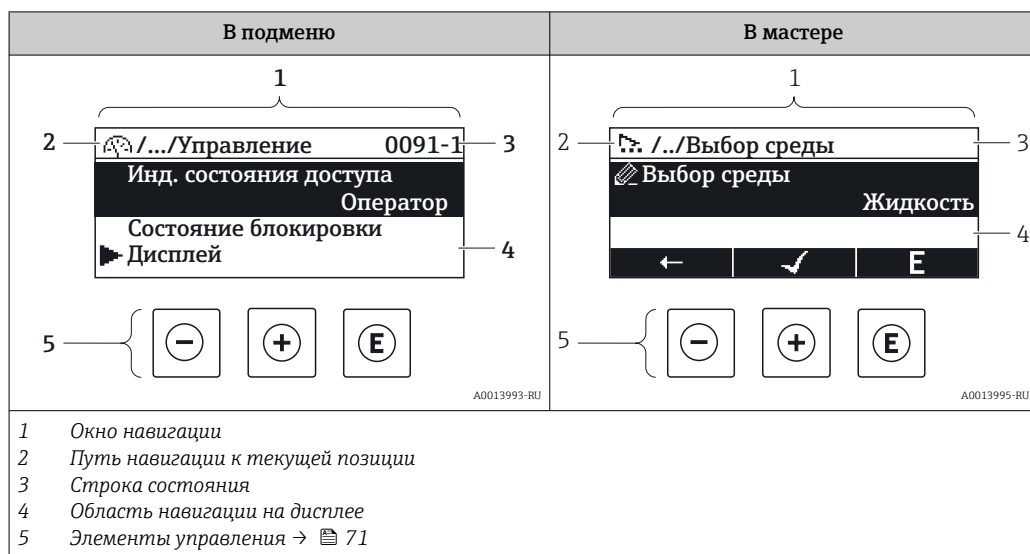 В подменю
В мастере
1
2
/.../Управление 0091-1
3
Инд. состояния доступа
Оператор
Состояние блокировки
Дисплей
4
5
E
A0013993-RU
1
2
/../Выбор среды
3
Выбор среды
Жидкость
4
E
5
E
A0013995-RU
1 Окно навигации
2 Путь навигации к текущей позиции
3 Строка состояния
4 Область навигации на дисплее
5 Элементы управления → 71